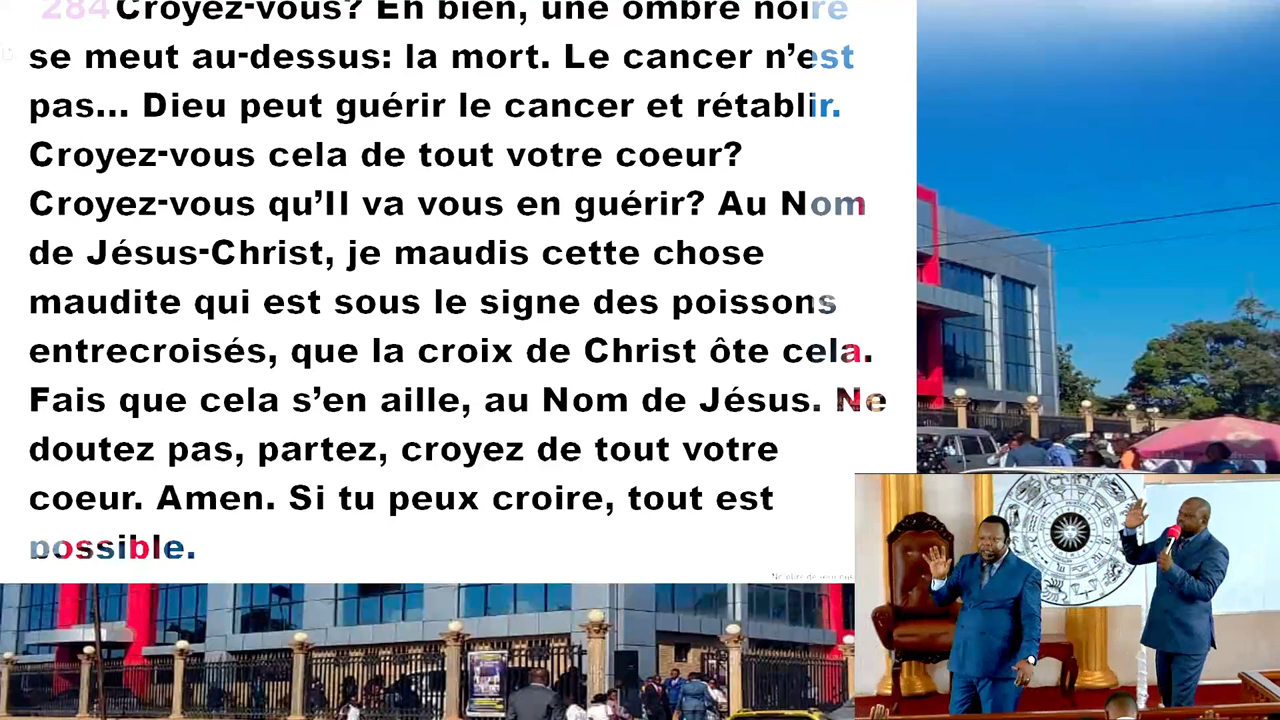 284 Croyez-vous? Eh bien, une ombre noire
se meut au-dessus: la mort. Le cancer n’est
pas... Dieu peut guérir le cancer et rétablir.
Croyez-vous cela de tout votre coeur?
Croyez-vous qu’Il va vous en guérir? Au Nom
de Jésus-Christ, je maudis cette chose
maudite qui est sous le signe des poissons
entrecroisés, que la croix de Christ ôte cela.
Fais que cela s’en aille, au Nom de Jésus. Ne
doutez pas, partez, croyez de tout votre
coeur. Amen. Si tu peux croire, tout est
possible.